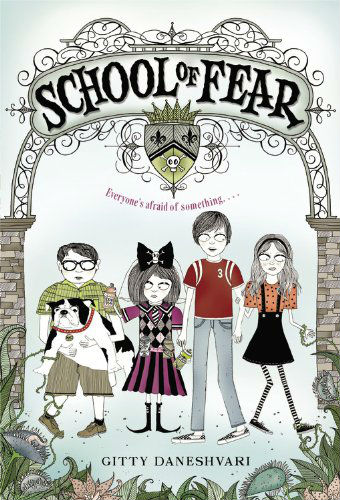 SCHOOL OF FEAR
Everyone's afraid of something. . . .
3
GITTY DANESHVARI